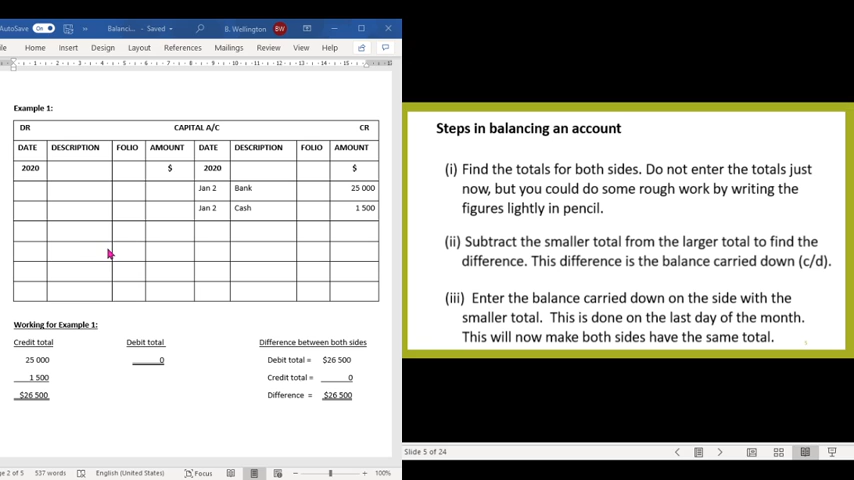 AutoSave On Balanci... - Saved B. Wellington BW
Home Insert Design Layout References Mailings Review View Help
Example 1:
DR CAPITAL A/C CR
DATE DESCRIPTION FOLIO AMOUNT DATE DESCRIPTION FOLIO AMOUNT
2020 $ 2020 $
Jan 2 Bank 25 000
Jan 2 Cash 1 500
Working for Example 1:
Credit total Debit total Difference between both sides
25 000 0 Debit total = $26 500
1 500 Credit total = 0
$26 500 Difference = $26 500
2 of 5 537 words English (United States) Focus 100%
Steps in balancing an account
(i) Find the totals for both sides. Do not enter the totals just
now, but you could do some rough work by writing the
figures lightly in pencil.
(ii) Subtract the smaller total from the larger total to find the
difference. This difference is the balance carried down (c/d).
(iii) Enter the balance carried down on the side with the
smaller total. This is done on the last day of the month.
This will now make both sides have the same total.
5
Slide 5 of 24